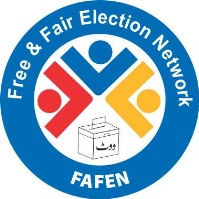 Free & Fair Election Network
ووٹ
FAFEN